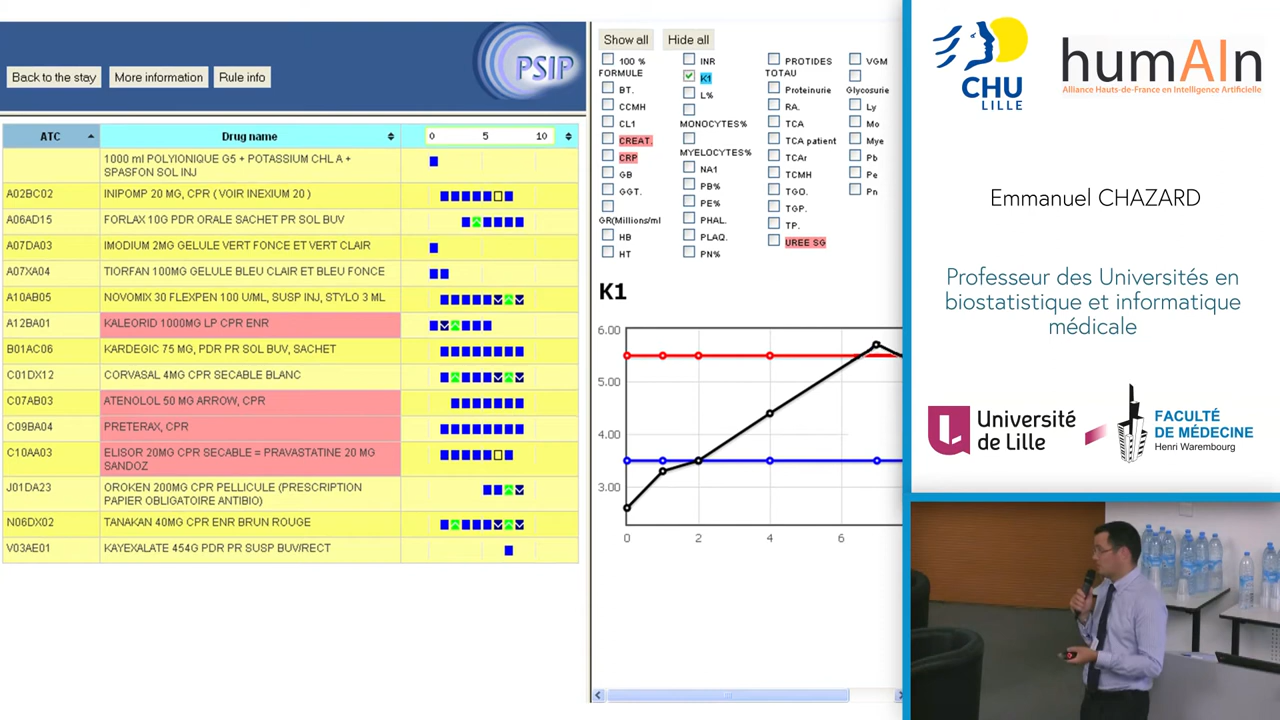 Back to the stay
More information
Rule info
PSIP
ATC
Drug name
0 5 10
1000 ml POLYIONIQUE G5 + POTASSIUM CHL A +
SPASFON SOL INJ
A02BC02 INIPOMP 20 MG, CPR ( VOIR INEXIUM 20 )
A06AD15 FORLAX 10G PDR ORALE SACHET PR SOL BUV
A07DA03 IMODIUM 2MG GELULE VERT FONCE ET VERT CLAIR
A07XA04 TIORFAN 100MG GELULE BLEU CLAIR ET BLEU FONCE
A10AB05 NOVOMIX 30 FLEXPEN 100 U/ML, SUSP INJ, STYLO 3 ML
A12BA01 KALEORID 1000MG LP CPR ENR
B01AC06 KARDEGIC 75 MG, PDR PR SOL BUV, SACHET
C01DX12 CORVASAL 4MG CPR SECABLE BLANC
C07AB03 ATENOLOL 50 MG ARROW, CPR
C09BA04 PRETERAX, CPR
C10AA03 ELISOR 20MG CPR SECABLE = PRAVASTATINE 20 MG
SANDOZ
J01DA23 OROKEN 200MG CPR PELLICULE (PRESCRIPTION
PAPIER OBLIGATOIRE ANTIBIO)
N06DX02 TANAKAN 40MG CPR ENR BRUN ROUGE
V03AE01 KAYEXALATE 454G PDR PR SUSP BUV/RECT
Show all
Hide all
100 %
FORMULE
BT.
CCMH
CL1
CREAT.
CRP
GB
GGT.
GR(Millions/ml
HB
HT
INR
K1
L%
MONOCYTES%
MYELOCYTES%
NA1
PB%
PE%
PHAL.
PLAQ.
PN%
PROTIDES
TOTAU
Proteinurie
RA.
TCA
TCA patient
TCAr
TCMH
TGO.
TGP.
TP.
UREE SG
VGM
Glycosurie
Ly
Mo
Mye
Pb
Pe
Pn
K1
6.00
5.00
4.00
3.00
0 2 4 6
CHU
LILLE
humAIn
Alliance Hauts-de-France en Intelligence Artificielle
Emmanuel CHAZARD
Professeur des Universités en
biostatistique et informatique
médicale
Université
de Lille
FACULTÉ
DE MÉDECINE
Henri Warembourg